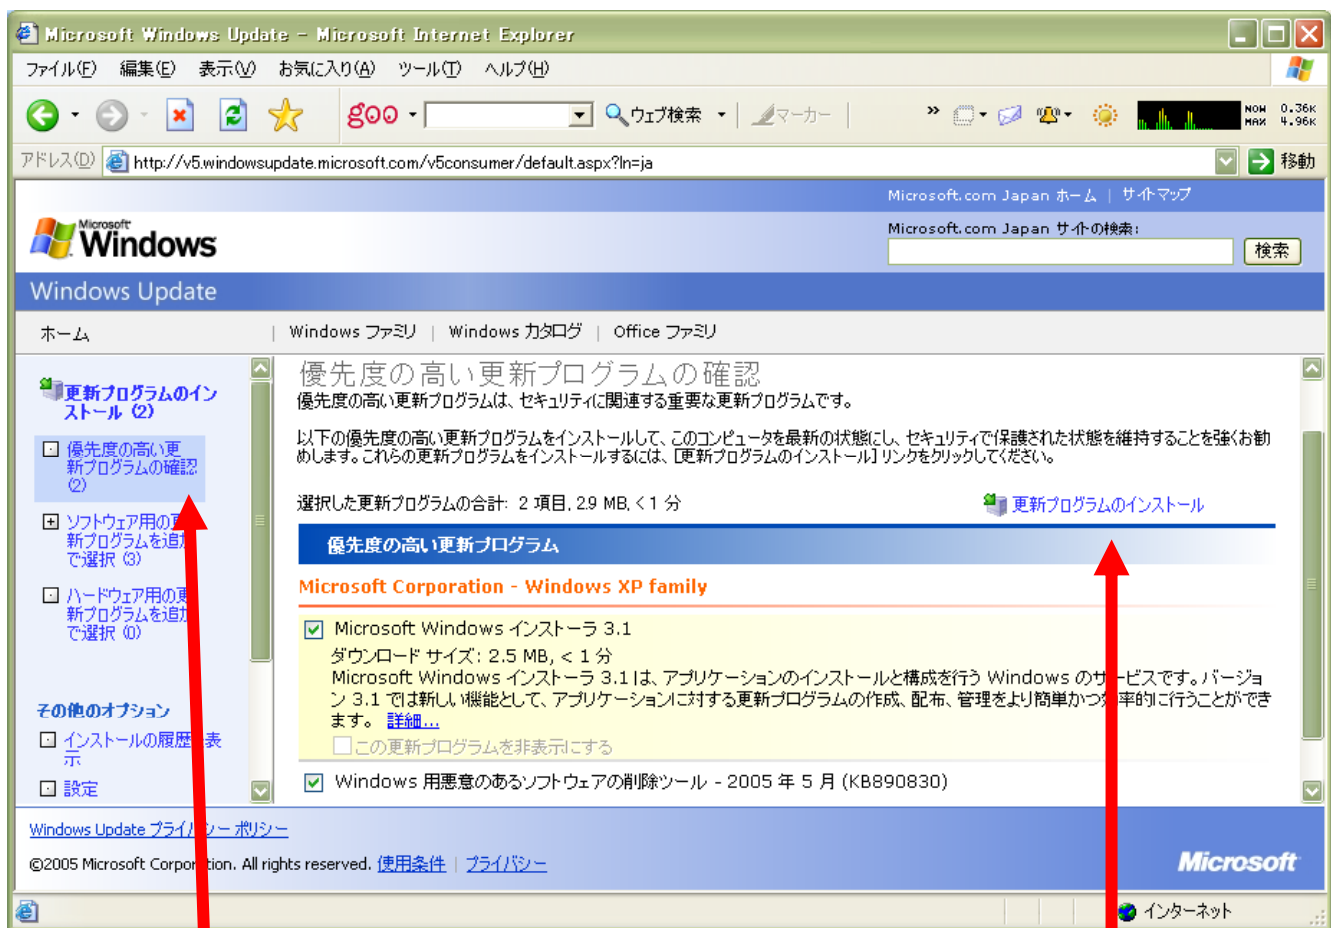 Microsoft Windows Update - Microsoft Internet Explorer
ファイル(F) 編集(E) 表示(V) お気に入り(A) ツール(T) ヘルプ(H)
goo ウェブ検索 マーカー » NOW 0.36K
MAX 4.96K
アドレス(D) http://v5.windowsupdate.microsoft.com/v5consumer/default.aspx?ln=ja 移動
Microsoft.com Japan ホーム | サイトマップ
Microsoft Windows
Microsoft.com Japan サイトの検索:
検索
Windows Update
ホーム | Windows ファミリ | Windows カタログ | Office ファミリ
更新プログラムのイン
ストール (2)
優先度の高い更
新プログラムの確認
(2)
ソフトウェア用の更
新プログラムを追加
で選択 (3)
ハードウェア用の更
新プログラムを追加
で選択 (0)
その他のオプション
インストールの履歴 表
示
設定
優先度の高い更新プログラムの確認
優先度の高い更新プログラムは、セキュリティに関連する重要な更新プログラムです。
以下の優先度の高い更新プログラムをインストールして、このコンピュータを最新の状態にし、セキュリティで保護された状態を維持することを強くお勧
めします。これらの更新プログラムをインストールするには、[更新プログラムのインストール] リンクをクリックしてください。
選択した更新プログラムの合計: 2 項目, 2.9 MB, < 1 分
更新プログラムのインストール
優先度の高い更新プログラム
Microsoft Corporation - Windows XP family
Microsoft Windows インストーラ 3.1
ダウンロード サイズ: 2.5 MB, < 1 分
Microsoft Windows インストーラ 3.1 は、アプリケーションのインストールと構成を行う Windows のサービスです。バージョ
ン 3.1 では新しい機能として、アプリケーションに対する更新プログラムの作成、配布、管理をより簡単かつ効率的に行うことができ
ます。 詳細...
この更新プログラムを非表示にする
Windows 用悪意のあるソフトウェアの削除ツール - 2005 年 5 月 (KB890830)
Windows Update プライバシー ポリシー
©2005 Microsoft Corporation. All rights reserved. 使用条件 | プライバシー
Microsoft
インターネット